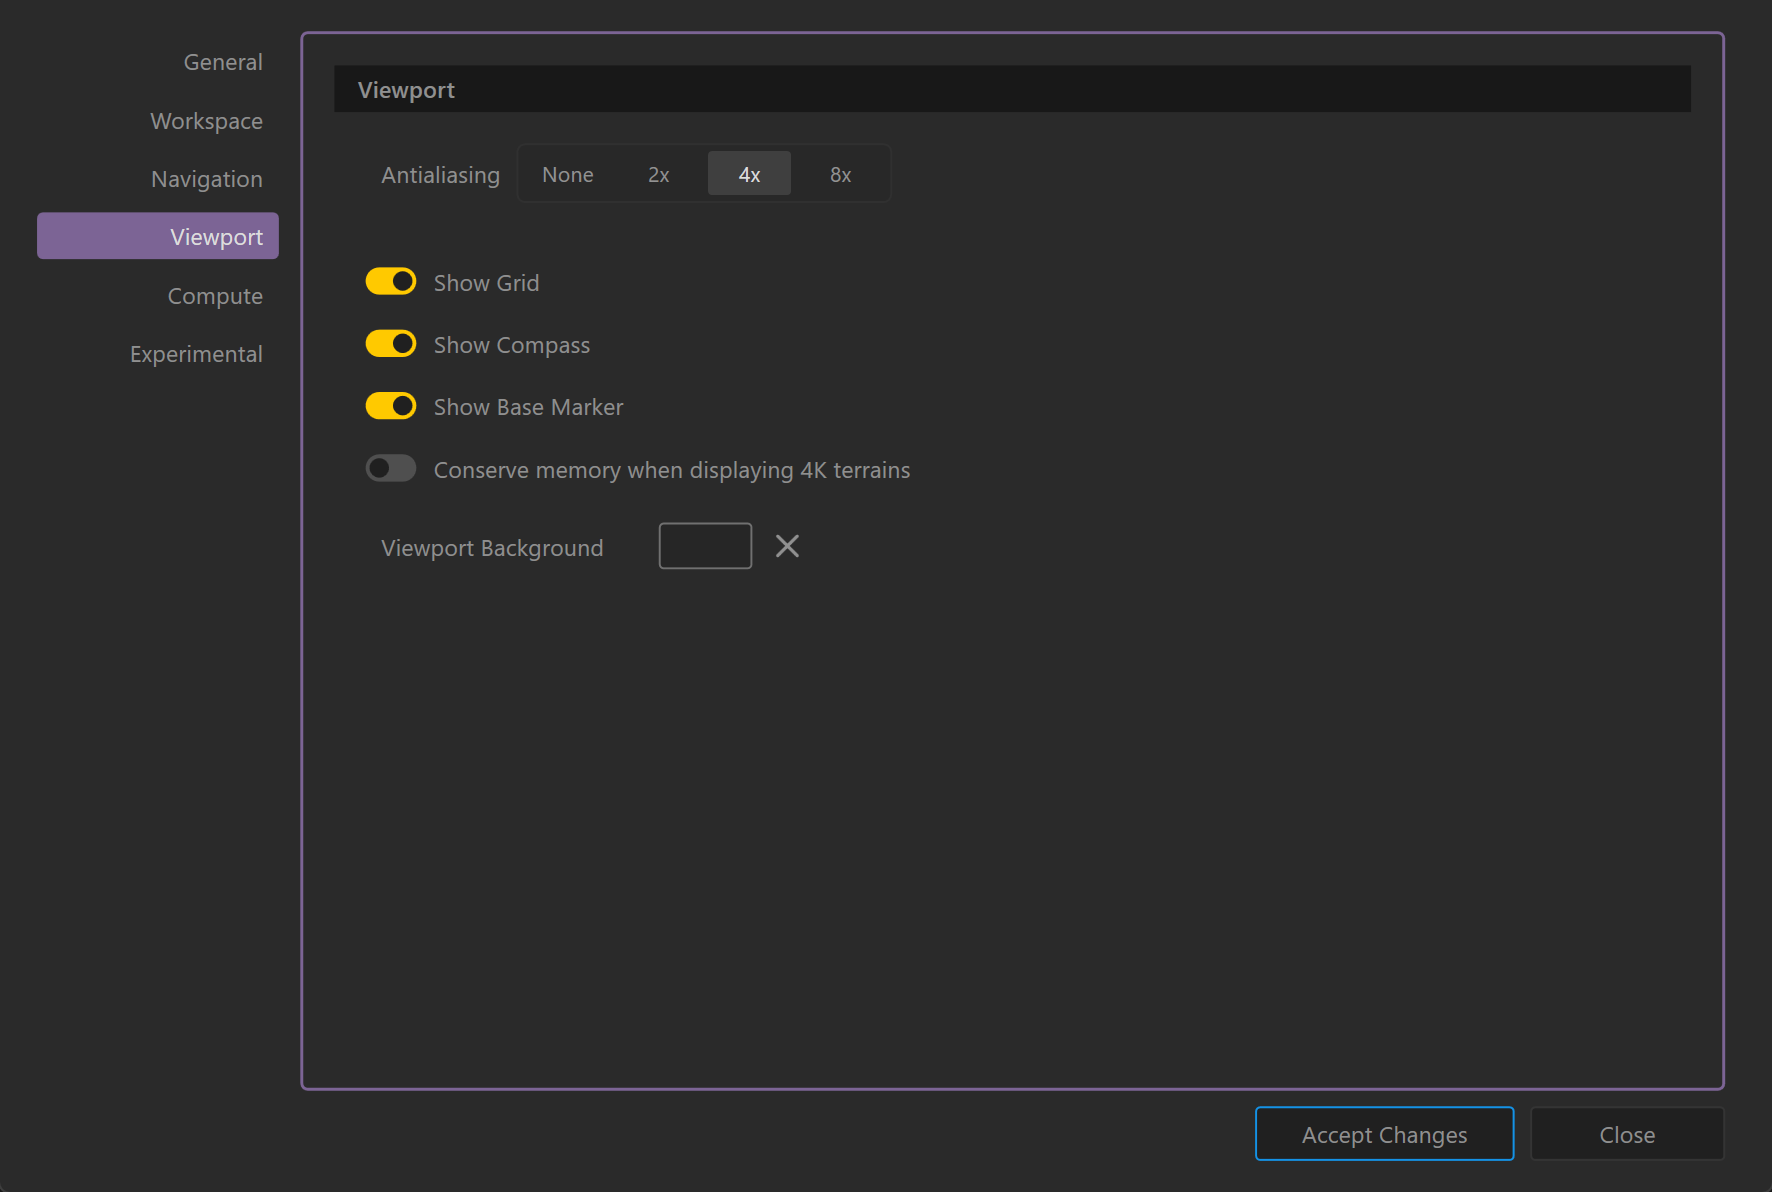 General
Workspace
Navigation
Viewport
Compute
Experimental
Viewport
Antialiasing None 2x 4x 8x
Show Grid
Show Compass
Show Base Marker
Conserve memory when displaying 4K terrains
Viewport Background
Accept Changes Close